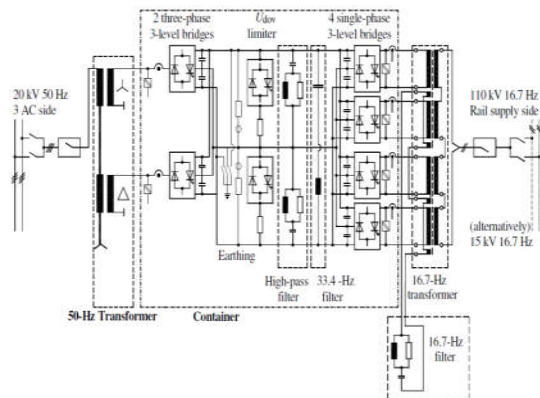 2 three-phase
3-level bridges
Udov
limiter
4 single-phase
3-level bridges
20 kV 50 Hz
3 AC side
110 kV 16.7 Hz
Rail supply side
(alternatively)
15 kV 16.7 Hz
Earthing
High-pass
filter
33.4 -Hz
filter
16.7-Hz
transformer
50-Hz Transformer
Container
16.7-Hz
filter